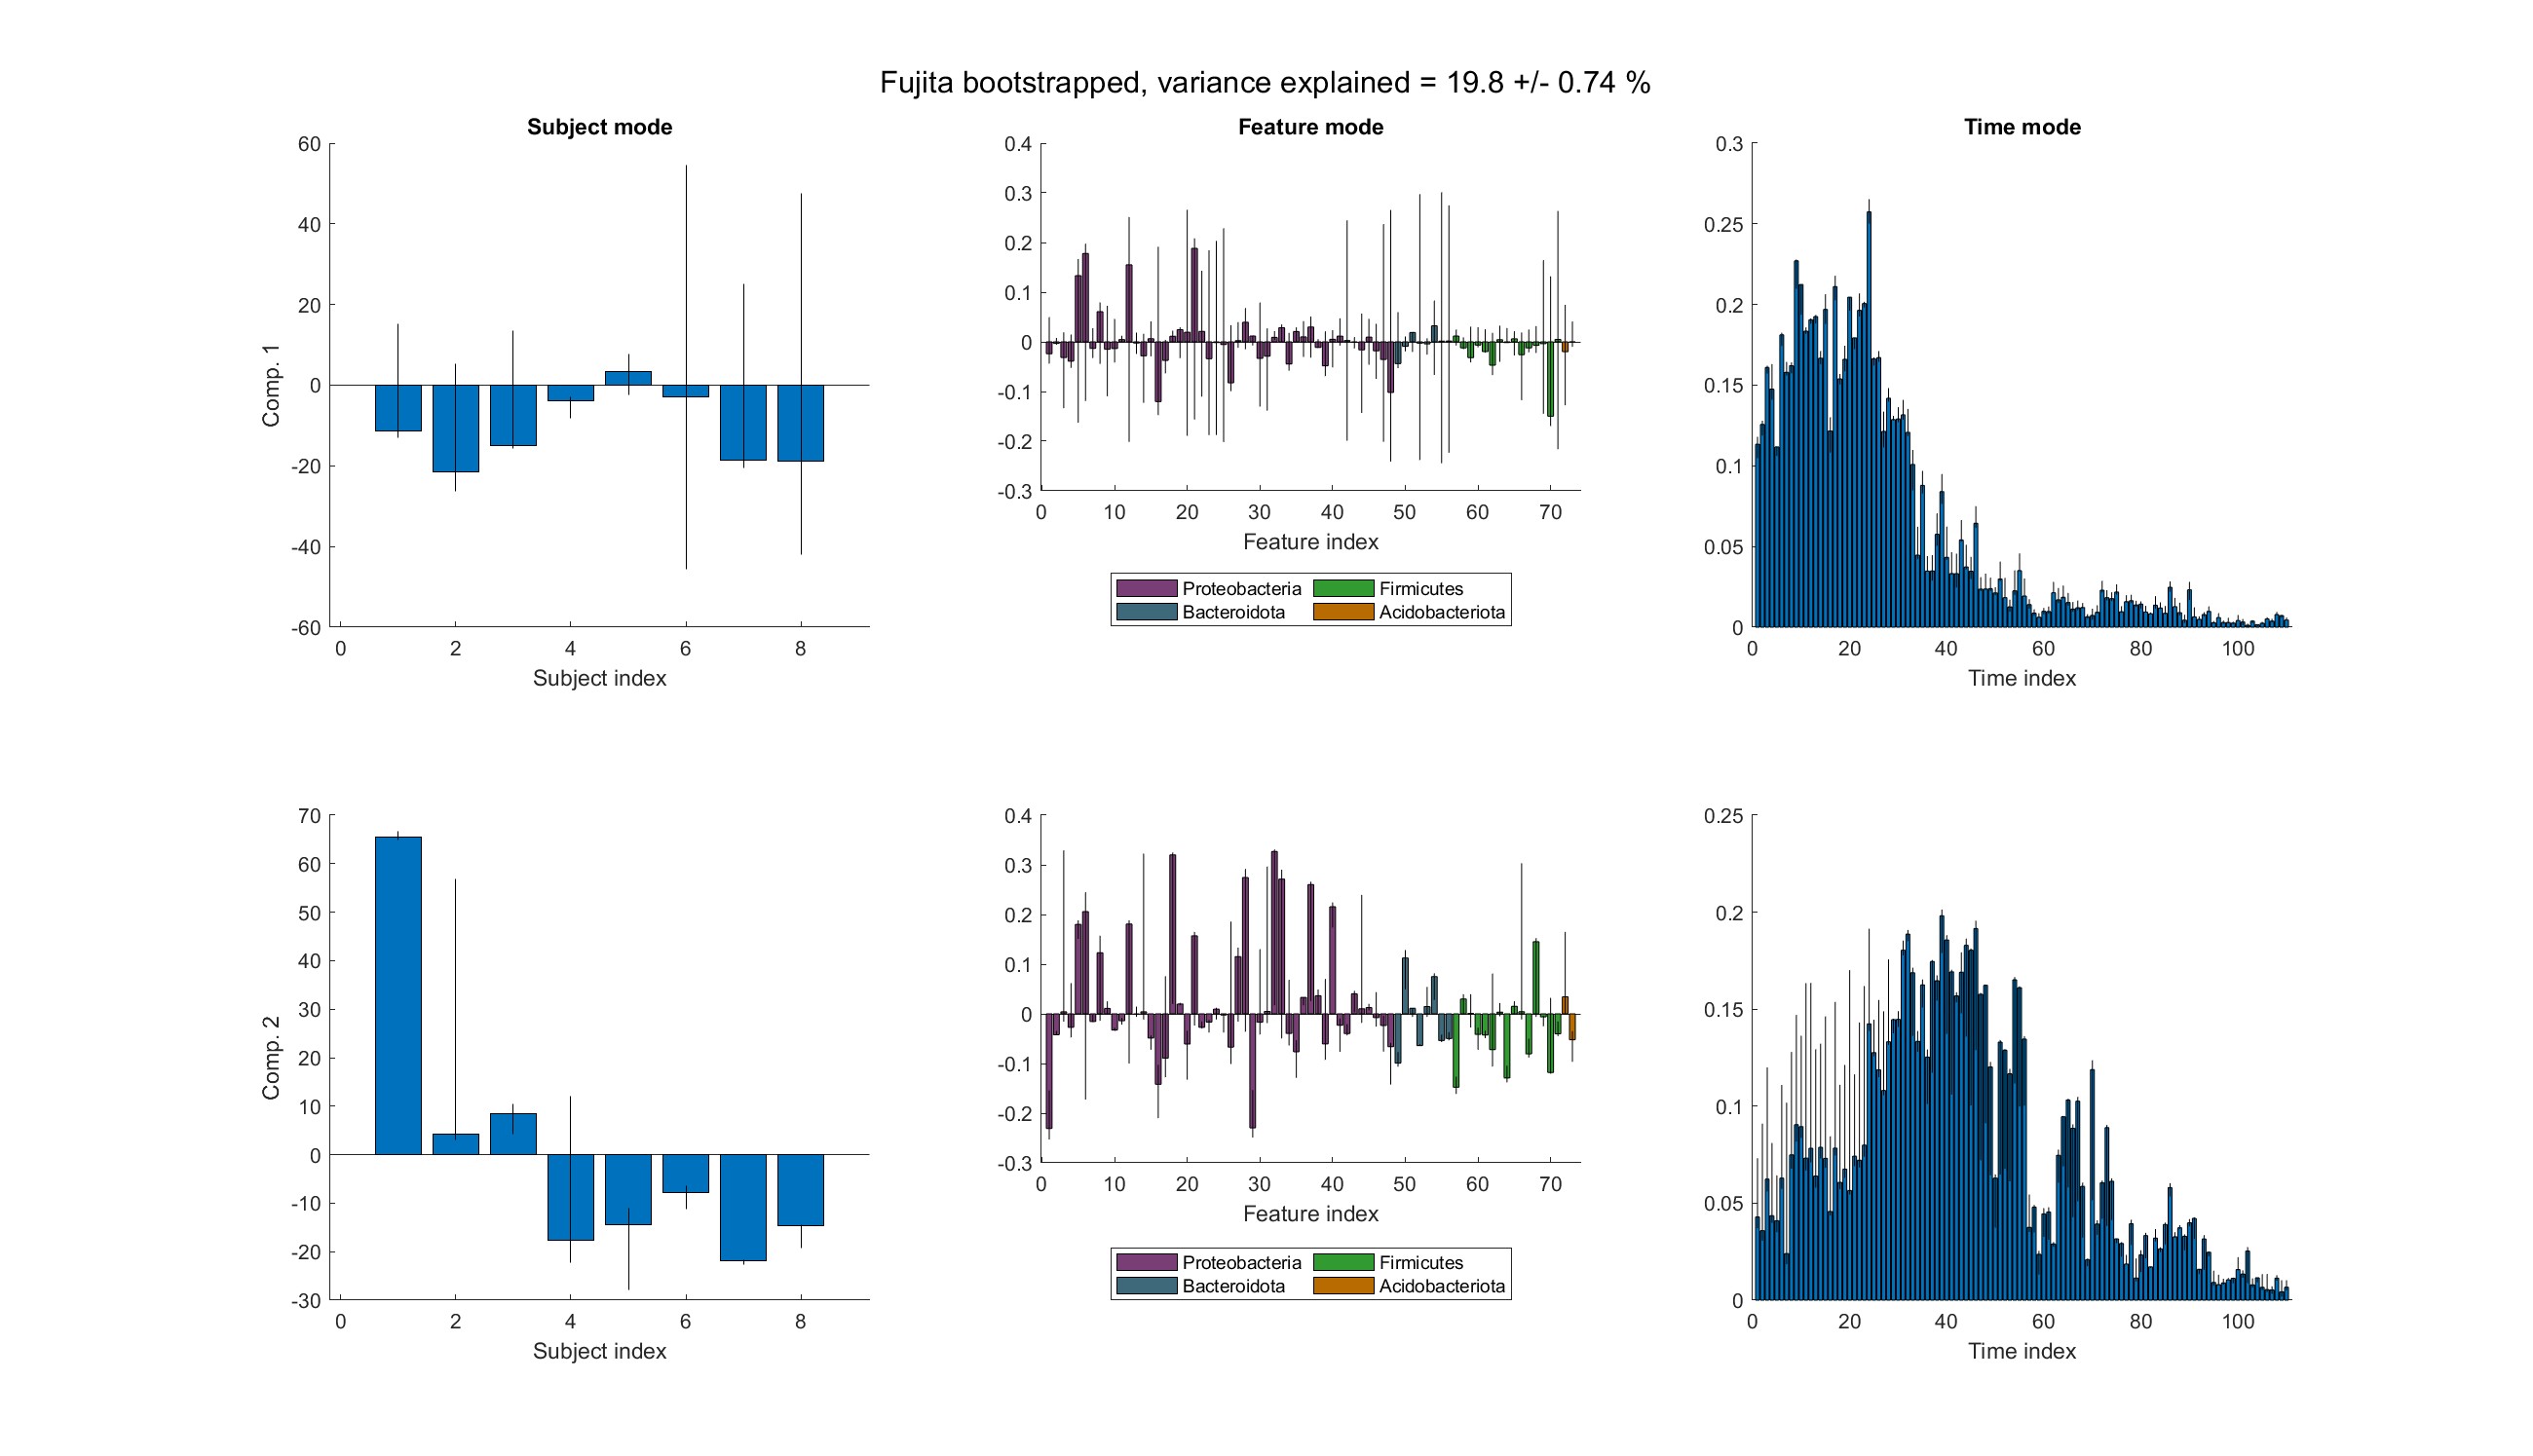 Fujita bootstrapped, variance explained = 19.8 +/- 0.74 %
Subject mode
Comp. 1
60
40
20
0
-20
-40
-60
0 2 4 6 8
Subject index
Feature mode
0.4
0.3
0.2
0.1
0
-0.1
-0.2
-0.3
0 10 20 30 40 50 60 70
Feature index
Proteobacteria Firmicutes
Bacteroidota Acidobacteriota
Time mode
0.3
0.25
0.2
0.15
0.1
0.05
0
0 20 40 60 80 100
Time index
Comp. 2
70
60
50
40
30
20
10
0
-10
-20
-30
0 2 4 6 8
Subject index
0.4
0.3
0.2
0.1
0
-0.1
-0.2
-0.3
0 10 20 30 40 50 60 70
Feature index
Proteobacteria Firmicutes
Bacteroidota Acidobacteriota
0.25
0.2
0.15
0.1
0.05
0
0 20 40 60 80 100
Time index